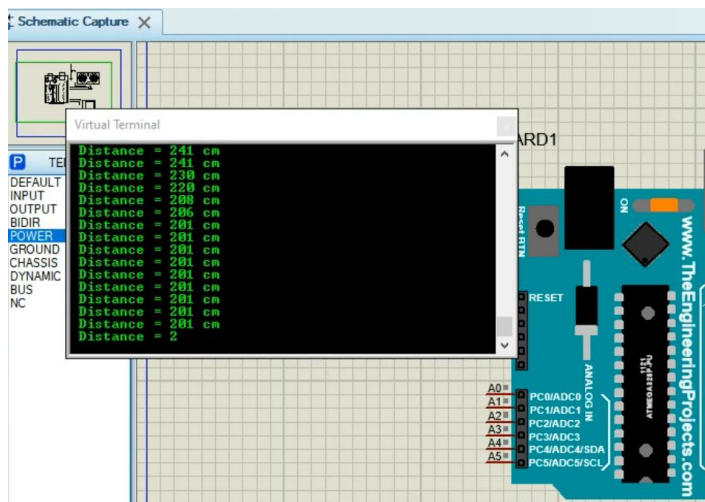 Schematic Capture
Virtual Terminal
Distance = 241 cm
Distance = 241 cm
Distance = 230 cm
Distance = 220 cm
Distance = 208 cm
Distance = 206 cm
Distance = 201 cm
Distance = 201 cm
Distance = 201 cm
Distance = 201 cm
Distance = 201 cm
Distance = 201 cm
Distance = 201 cm
Distance = 201 cm
Distance = 2
P TE
DEFAULT
INPUT
OUTPUT
BIDIR
POWER
GROUND
CHASSIS
DYNAMIC
BUS
NC
ARD1
Reset BTN
ON
www.TheEngineeringProjects.com
RESET
ANALOG IN
1121
ATMEGA328P-PU
A0
A1
A2
A3
A4
A5
PC0/ADC0
PC1/ADC1
PC2/ADC2
PC3/ADC3
PC4/ADC4/SDA
PC5/ADC5/SCL